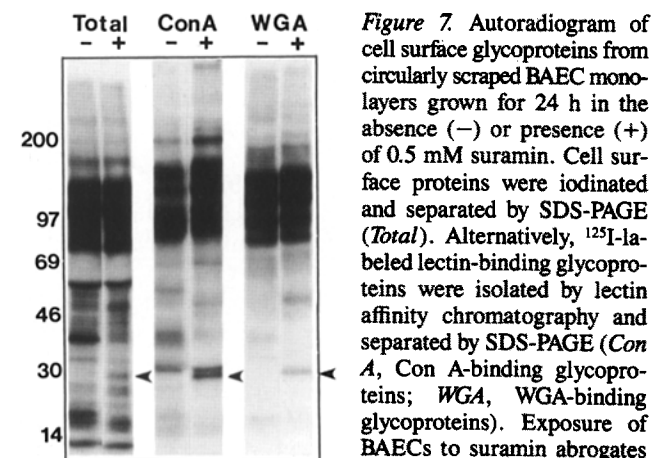 Total ConA WGA
− + − + − +
200
97
69
46
30
14
Figure 7. Autoradiogram of
cell surface glycoproteins from
circularly scraped BAEC mono-
layers grown for 24 h in the
absence (−) or presence (+)
of 0.5 mM suramin. Cell sur-
face proteins were iodinated
and separated by SDS-PAGE
(Total). Alternatively, ¹²⁵I-la-
beled lectin-binding glycopro-
teins were isolated by lectin
affinity chromatography and
separated by SDS-PAGE (Con
A, Con A-binding glycopro-
teins; WGA, WGA-binding
glycoproteins). Exposure of
BAECs to suramin abrogates